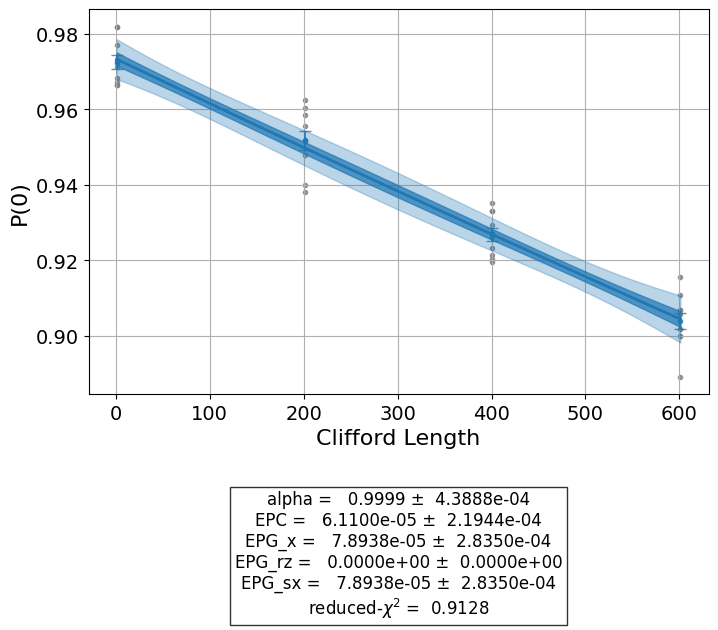 0.98
0.96
0.94
0.92
0.90
P(0)
0 100 200 300 400 500 600
Clifford Length
alpha = 0.9999 ± 4.3888e-04
EPC = 6.1100e-05 ± 2.1944e-04
EPG_x = 7.8938e-05 ± 2.8350e-04
EPG_rz = 0.0000e+00 ± 0.0000e+00
EPG_sx = 7.8938e-05 ± 2.8350e-04
reduced-χ² = 0.9128